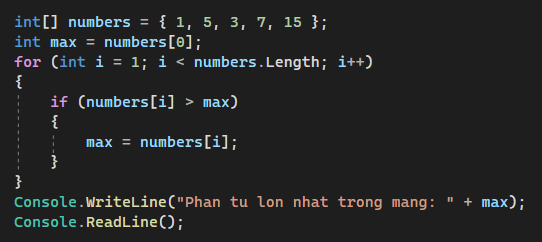 int[] numbers = { 1, 5, 3, 7, 15 };
int max = numbers[0];
for (int i = 1; i < numbers.Length; i++)
{
    if (numbers[i] > max)
    {
        max = numbers[i];
    }
}
Console.WriteLine("Phan tu lon nhat trong mang: " + max);
Console.ReadLine();